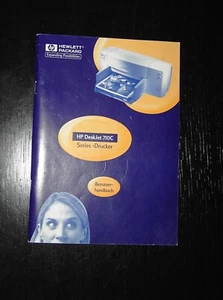 HEWLETT
PACKARD
Expanding Possibilities
HP DeskJet 710C
Series -Drucker
Benutzer-
handbuch